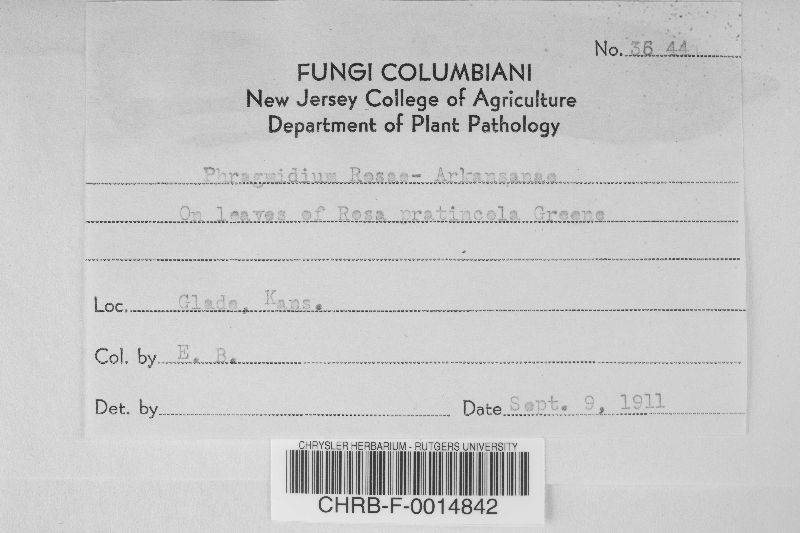 No. 36 44
FUNGI COLUMBIANI
New Jersey College of Agriculture
Department of Plant Pathology
Phragmidium Rosae- Arkansanae
On leaves of Rosa pratincola Greene
Loc. Glade, Kans.
Col. by E. B.
Det. by
Date Sept. 9, 1911
CHRYSLER HERBARIUM - RUTGERS UNIVERSITY
CHRB-F-0014842